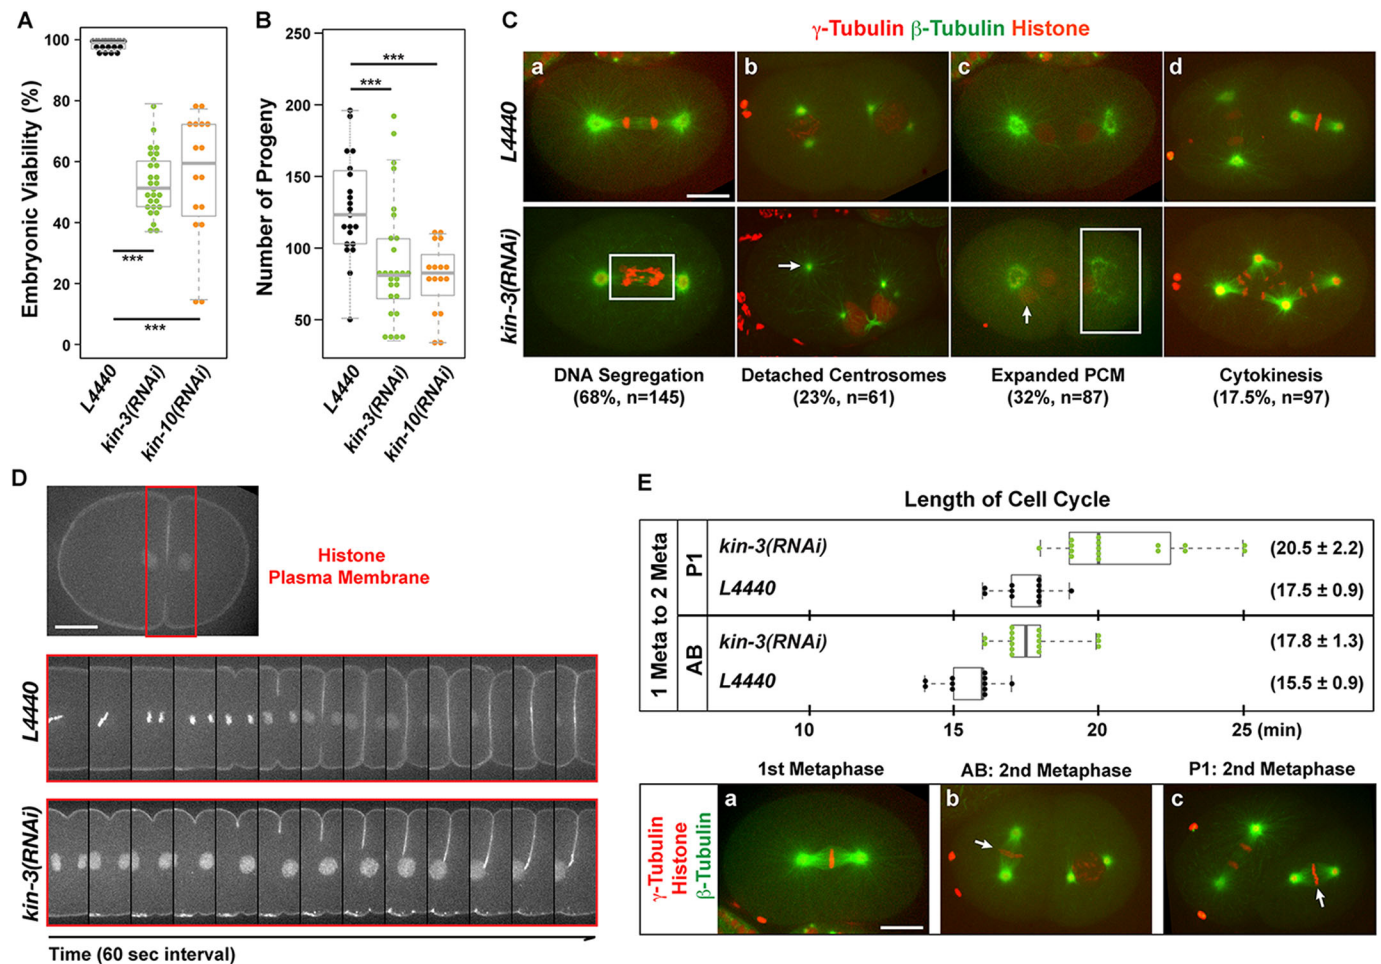 A
Embryonic Viability (%)
100
80
60
40
20
0
***
***
L4440
kin-3(RNAi)
kin-10(RNAi)
B
Number of Progeny
250
200
150
100
50
***
***
L4440
kin-3(RNAi)
kin-10(RNAi)
C
γ-Tubulin β-Tubulin Histone
L4440
a
b
c
d
kin-3(RNAi)
DNA Segregation
(68%, n=145)
Detached Centrosomes
(23%, n=61)
Expanded PCM
(32%, n=87)
Cytokinesis
(17.5%, n=97)
D
Histone
Plasma Membrane
L4440
kin-3(RNAi)
Time (60 sec interval)
E
Length of Cell Cycle
1 Meta to 2 Meta
P1
kin-3(RNAi)
(20.5 ± 2.2)
L4440
(17.5 ± 0.9)
AB
kin-3(RNAi)
(17.8 ± 1.3)
L4440
(15.5 ± 0.9)
10
15
20
25 (min)
1st Metaphase
AB: 2nd Metaphase
P1: 2nd Metaphase
γ-Tubulin
Histone
β-Tubulin
a
b
c